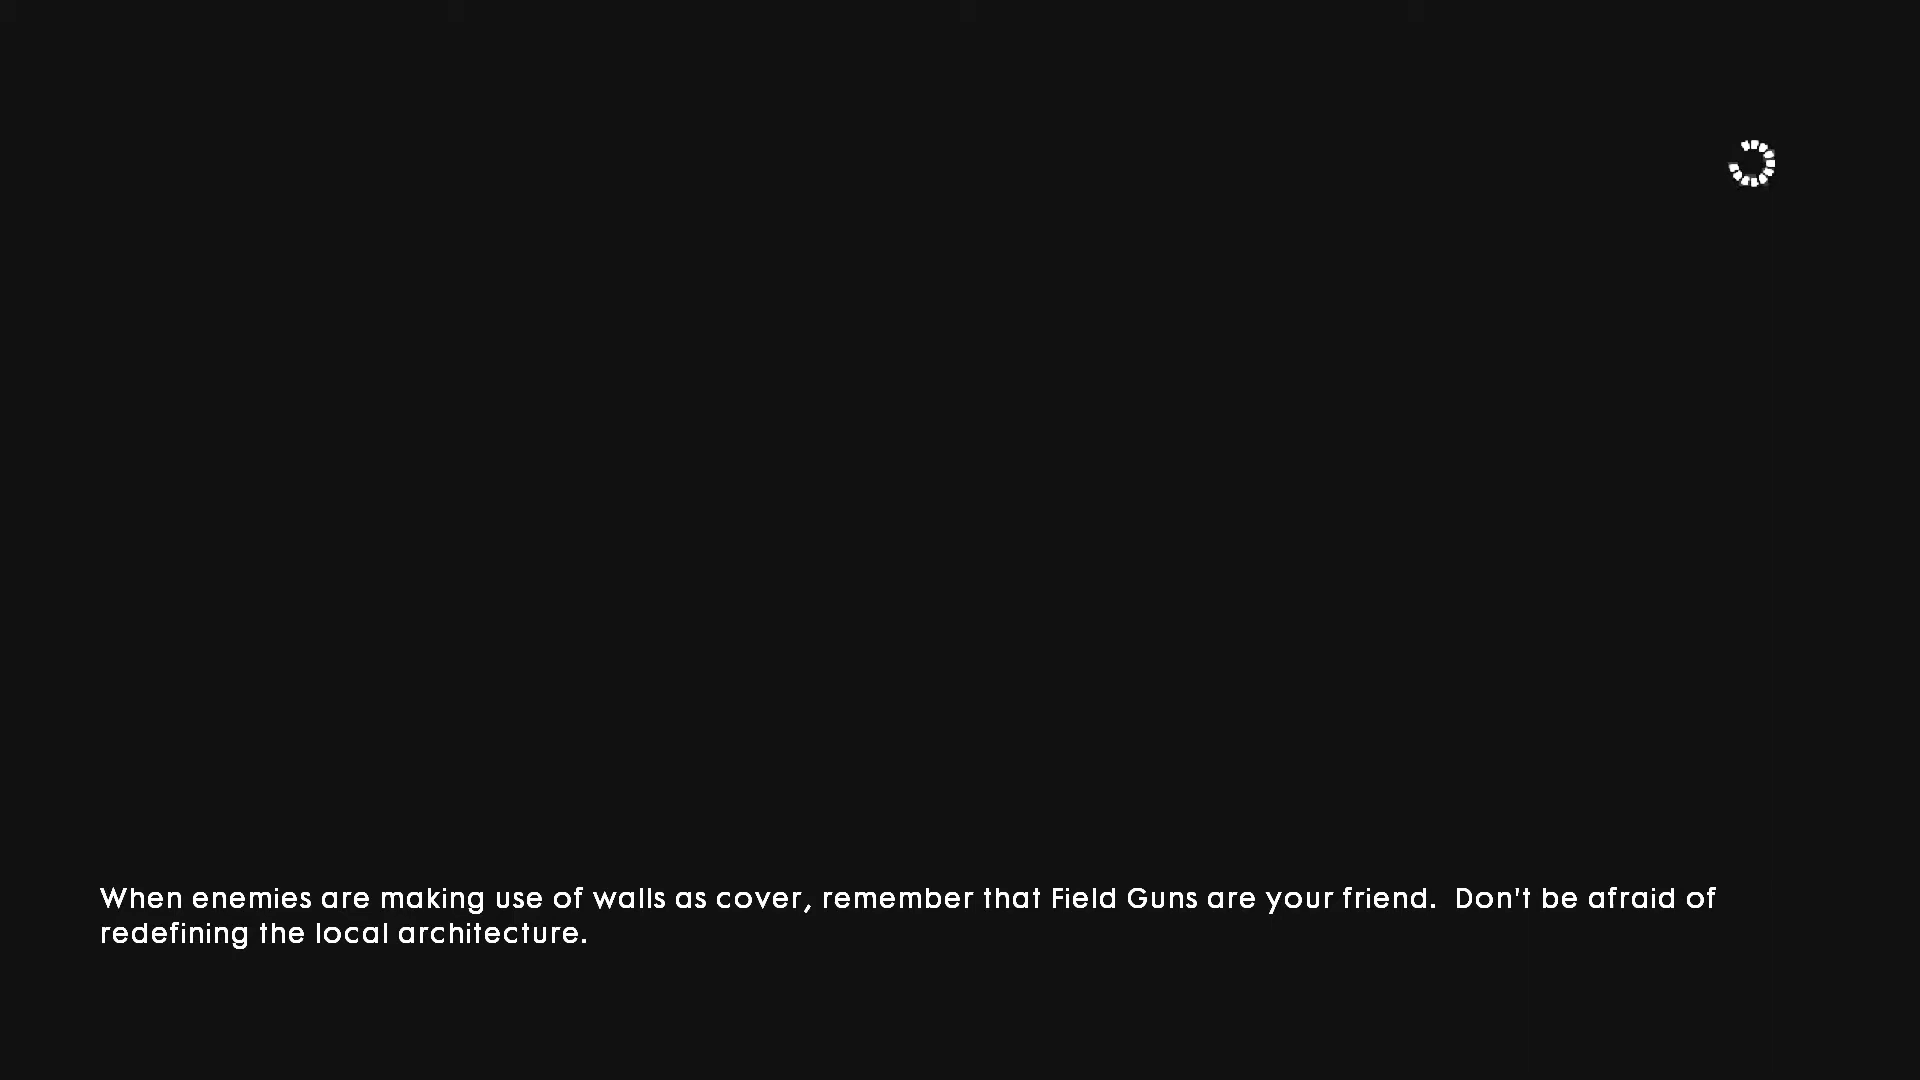 When enemies are making use of walls as cover, remember that Field Guns are your friend.  Don't be afraid of
redefining the local architecture.